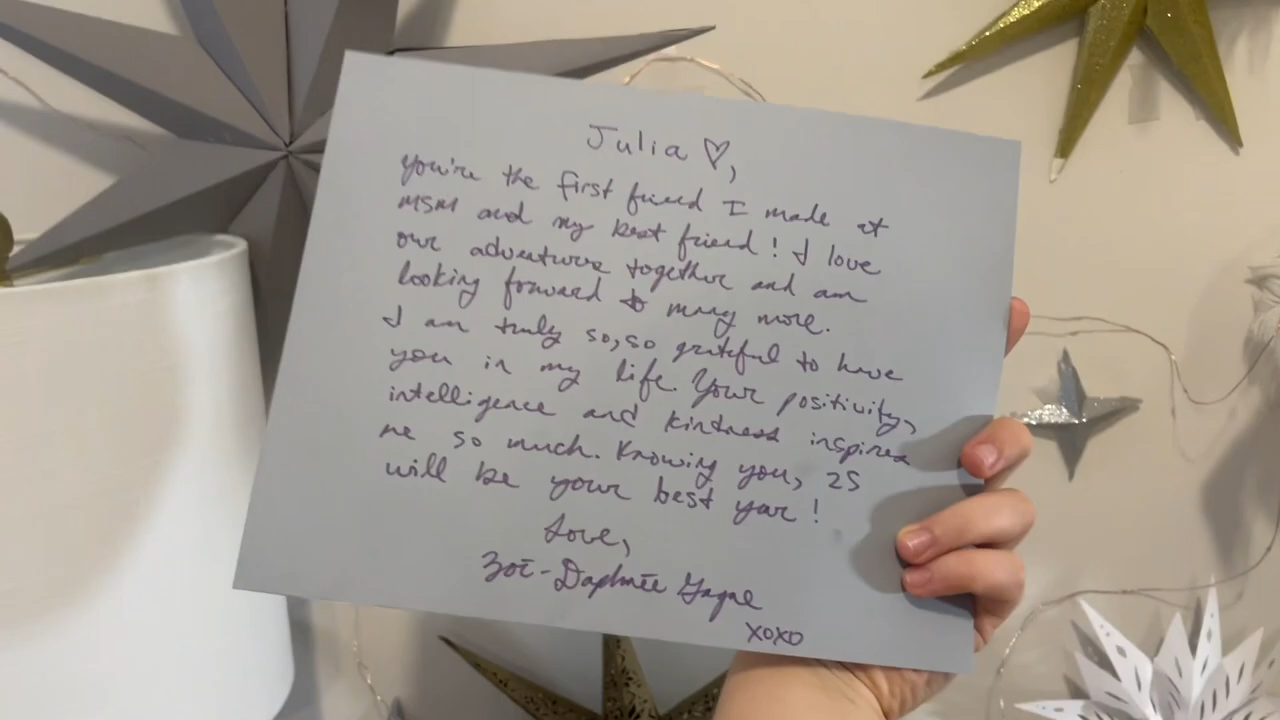 Julia ♡,
you're the first friend I made at
MSM and my best friend! I love
our adventures together and am
looking forward to many more.
I am truly so, so grateful to have
you in my life. Your positivity,
intelligence and kindness inspires
me so much. Knowing you, 25
will be your best year!
Love,
Zoë-Daphnée Gagne
XOXO